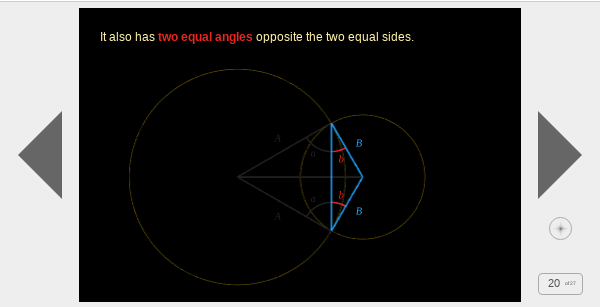 It also has two equal angles opposite the two equal sides.
A
a
B
b
b
a
A
B
20 of 27